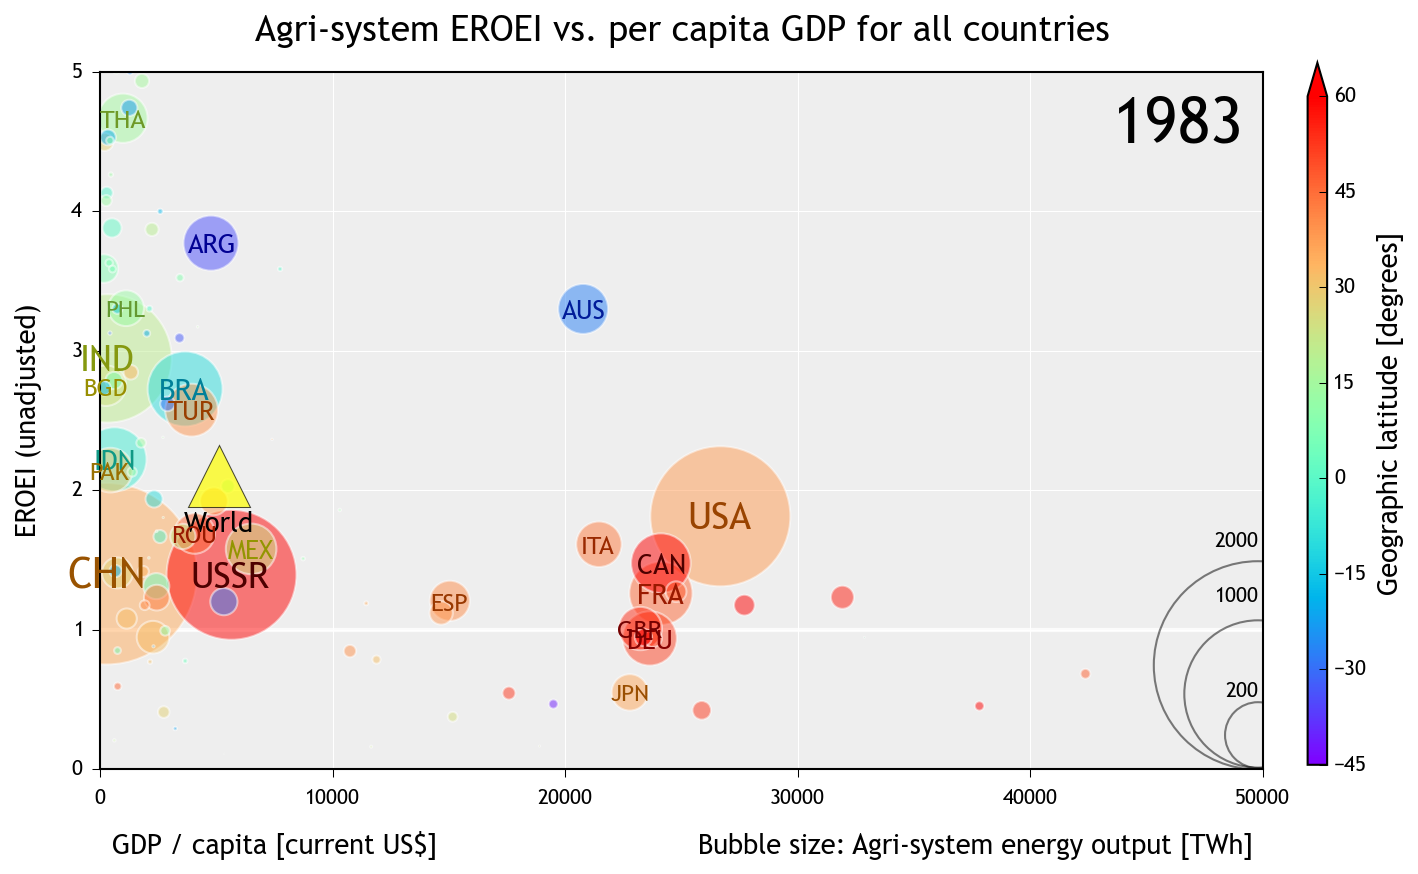 Agri-system EROEI vs. per capita GDP for all countries
1983
EROEI (unadjusted)
5
4
3
2
1
0
THA
ARG
PHL
AUS
IND
BGD
BRA
TUR
IDN
PAK
World
ROU
MEX
USA
ITA
CHN
USSR
CAN
ESP
FRA
GBR
DEU
JPN
2000
1000
200
0
10000
20000
30000
40000
50000
GDP / capita [current US$]
Bubble size: Agri-system energy output [TWh]
60
45
30
15
0
−15
−30
−45
Geographic latitude [degrees]